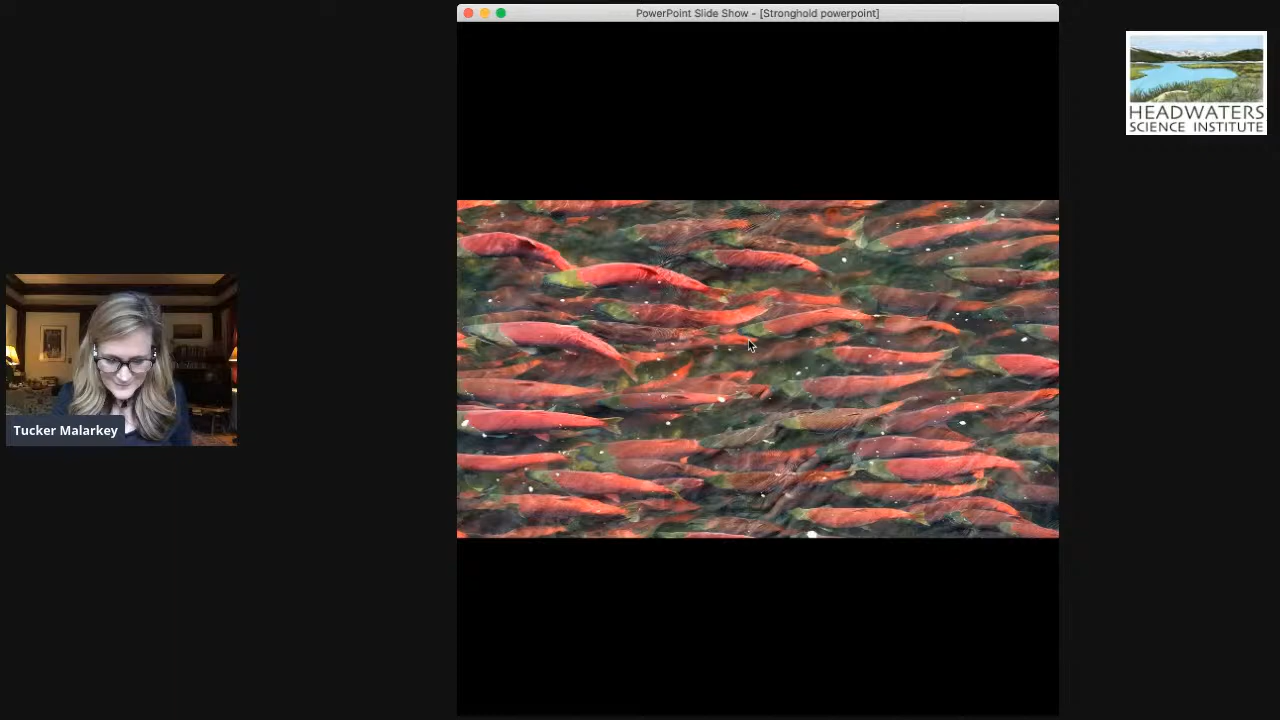 PowerPoint Slide Show - [Stronghold powerpoint]
HEADWATERS
SCIENCE INSTITUTE
Tucker Malarkey